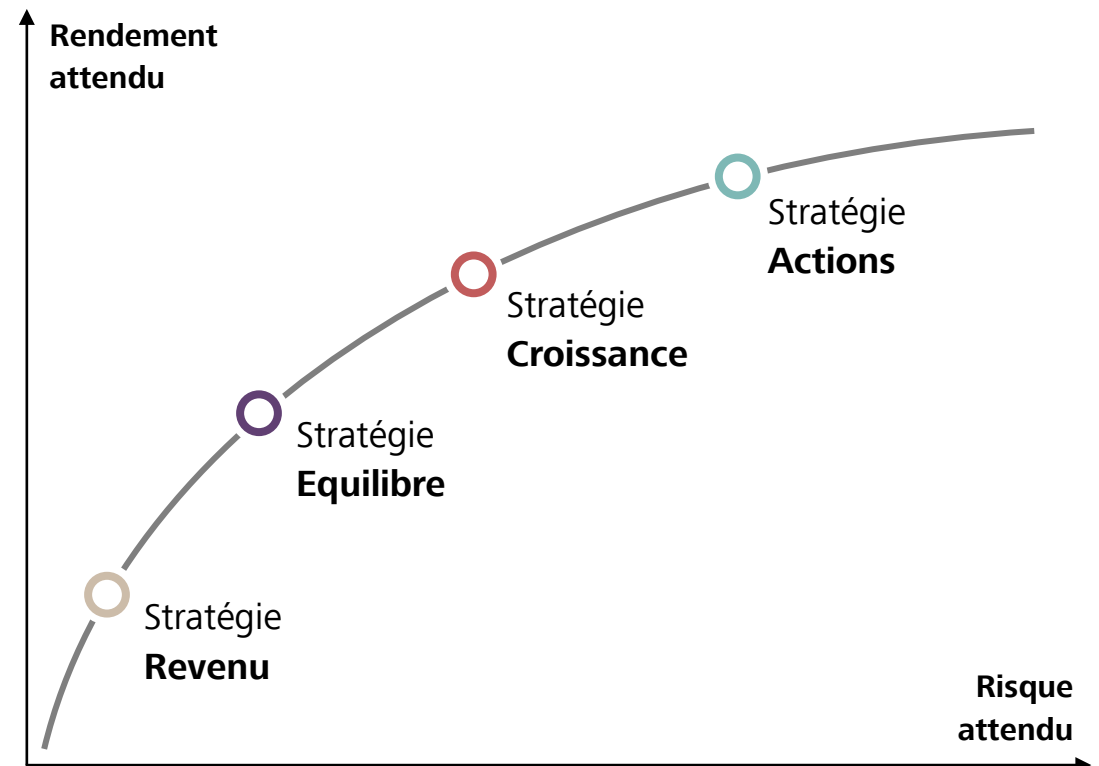 Rendement
attendu
Stratégie
Actions
Stratégie
Croissance
Stratégie
Equilibre
Stratégie
Revenu
Risque
attendu